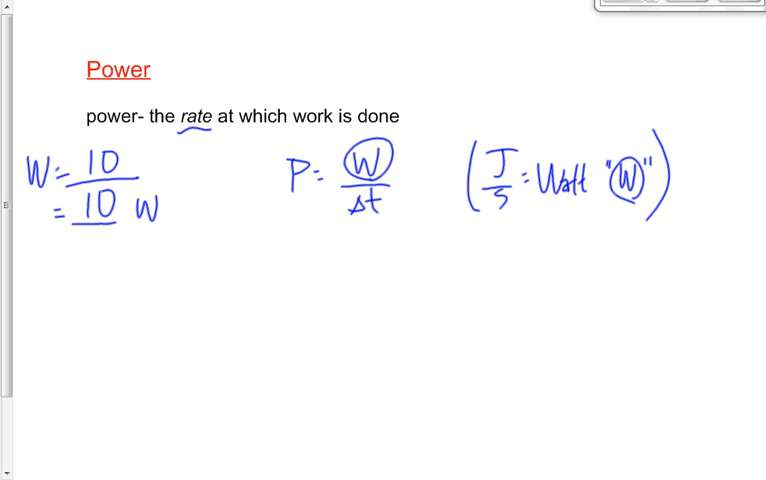 Power
power- the rate at which work is done
W = 10
= 10 W
P = W
Δt
(J/s = Watt "W")